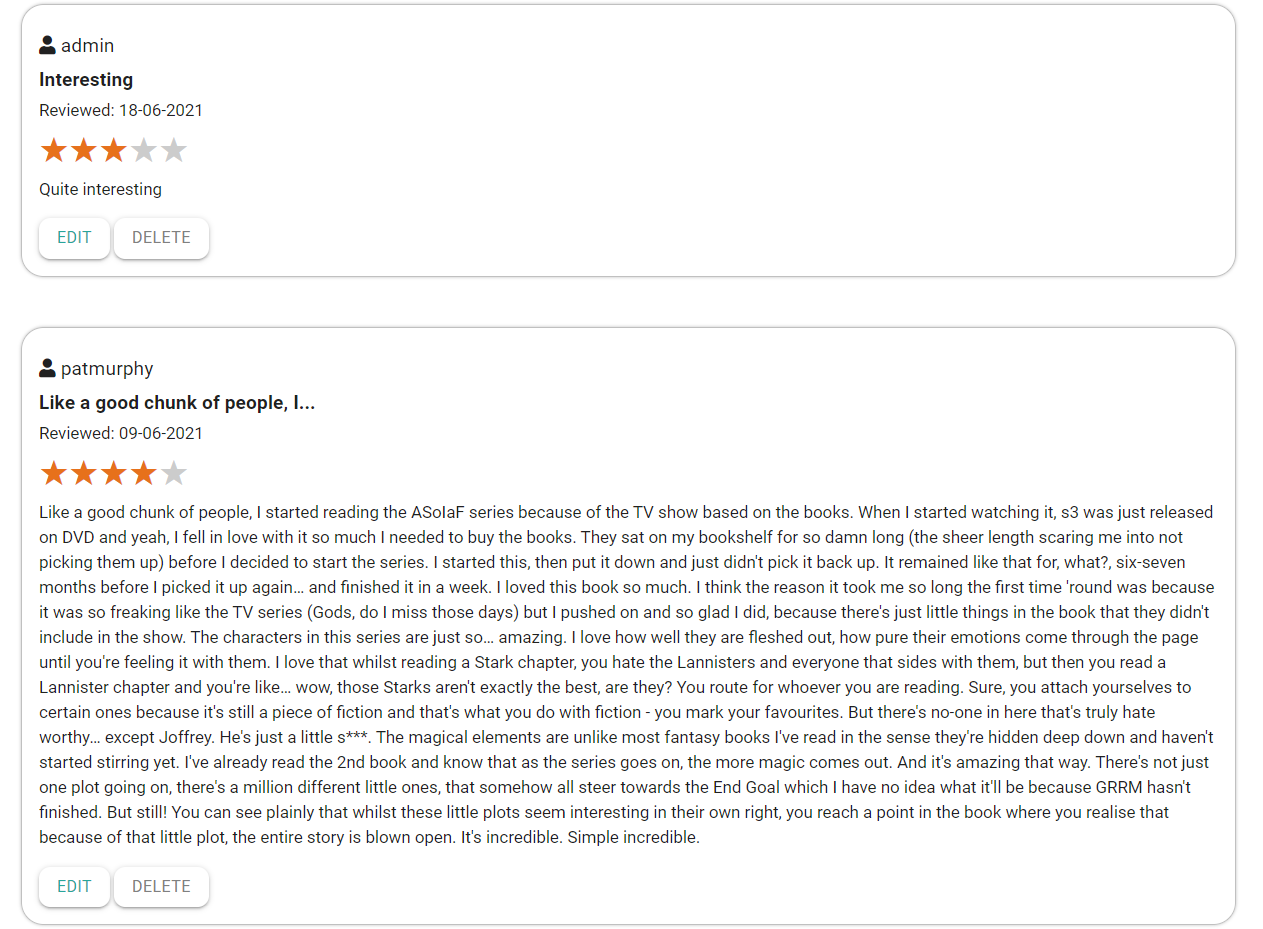 admin
Interesting
Reviewed: 18-06-2021
Quite interesting
EDIT DELETE
patmurphy
Like a good chunk of people, I...
Reviewed: 09-06-2021
Like a good chunk of people, I started reading the ASoIaF series because of the TV show based on the books. When I started watching it, s3 was just released
on DVD and yeah, I fell in love with it so much I needed to buy the books. They sat on my bookshelf for so damn long (the sheer length scaring me into not
picking them up) before I decided to start the series. I started this, then put it down and just didn't pick it back up. It remained like that for, what?, six-seven
months before I picked it up again… and finished it in a week. I loved this book so much. I think the reason it took me so long the first time 'round was because
it was so freaking like the TV series (Gods, do I miss those days) but I pushed on and so glad I did, because there's just little things in the book that they didn't
include in the show. The characters in this series are just so… amazing. I love how well they are fleshed out, how pure their emotions come through the page
until you're feeling it with them. I love that whilst reading a Stark chapter, you hate the Lannisters and everyone that sides with them, but then you read a
Lannister chapter and you're like… wow, those Starks aren't exactly the best, are they? You route for whoever you are reading. Sure, you attach yourselves to
certain ones because it's still a piece of fiction and that's what you do with fiction - you mark your favourites. But there's no-one in here that's truly hate
worthy… except Joffrey. He's just a little s***. The magical elements are unlike most fantasy books I've read in the sense they're hidden deep down and haven't
started stirring yet. I've already read the 2nd book and know that as the series goes on, the more magic comes out. And it's amazing that way. There's not just
one plot going on, there's a million different little ones, that somehow all steer towards the End Goal which I have no idea what it'll be because GRRM hasn't
finished. But still! You can see plainly that whilst these little plots seem interesting in their own right, you reach a point in the book where you realise that
because of that little plot, the entire story is blown open. It's incredible. Simple incredible.
EDIT DELETE